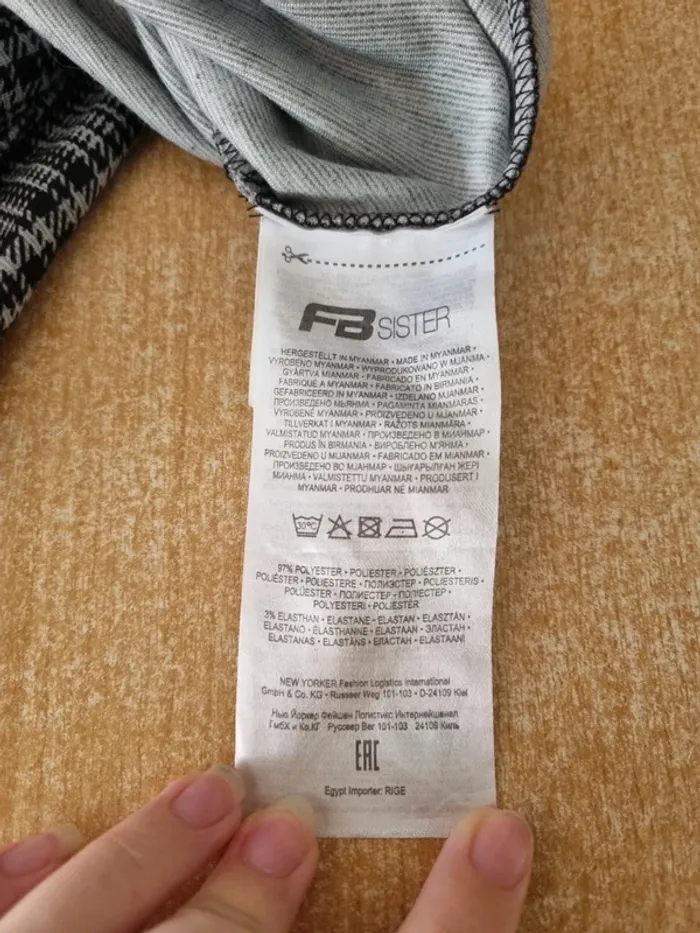 FB SISTER
HERGESTELLT IN MYANMAR • MADE IN MYANMAR •
VYROBENO MYANMAR • WYPRODUKOWANO W MJANMA •
GYÁRTVA MIANMAR • FABRICADO EN MYANMAR •
FABRIQUÉ A MYANMAR • FABRICATO IN BIRMANIA •
GEFABRICEERD IN MYANMAR • IZDELANO MJANMAR •
ПРОИЗВЕДЕНО МЬЯНМА • PAGAMINTA MIANMARAS •
VYROBENÉ MYANMAR • PROIZVEDENO U MJANMAR •
TILLVERKAT I MYANMAR • RAŽOTS MIANMĀRA •
VALMISTATUD MYANMAR • ПРОИЗВЕДЕНО В МИАНМАР •
PRODUS ÎN BIRMANIA • ВИРОБЛЕНО М'ЯНМА •
PROIZVEDENO U MIJANMAR • FABRICADO EM MIANMAR •
ПРОИЗВЕДЕНО ВО МЈАНМАР • ШЫҒАРЫЛҒАН ЖЕРІ
МИАНМА • VALMISTETTU MYANMAR • PRODUSERT I
MYANMAR • PRODHUAR NË MIANMAR
30°C
97% POLYESTER • POLIESTER • POLIÉSZTER •
POLIÉSTER • POLIESTERE • ПОЛИЭСТЕР • POLIESTERIS •
POLÜESTER • ПОЛИЕСТЕР • ПОЛІЕСТЕР •
POLYESTERI • POLIESTËR
3% ELASTHAN • ELASTANE • ELASTAN • ELASZTÁN •
ELASTANO • ÉLASTHANNE • ELASTAAN • ЭЛАСТАН •
ELASTANAS • ELASTĀNS • ЕЛАСТАН • ELASTAANI
NEW YORKER Fashion Logistics International
GmbH & Co. KG • Russeer Weg 101-103 • D-24109 Kiel
Нью Йоркер Фейшен Логистикс Интернейшенал
ГмбХ и Ко.КГ Руссеер Вег 101-103 24109 Киль
EAC
Egypt Importer: RIGE